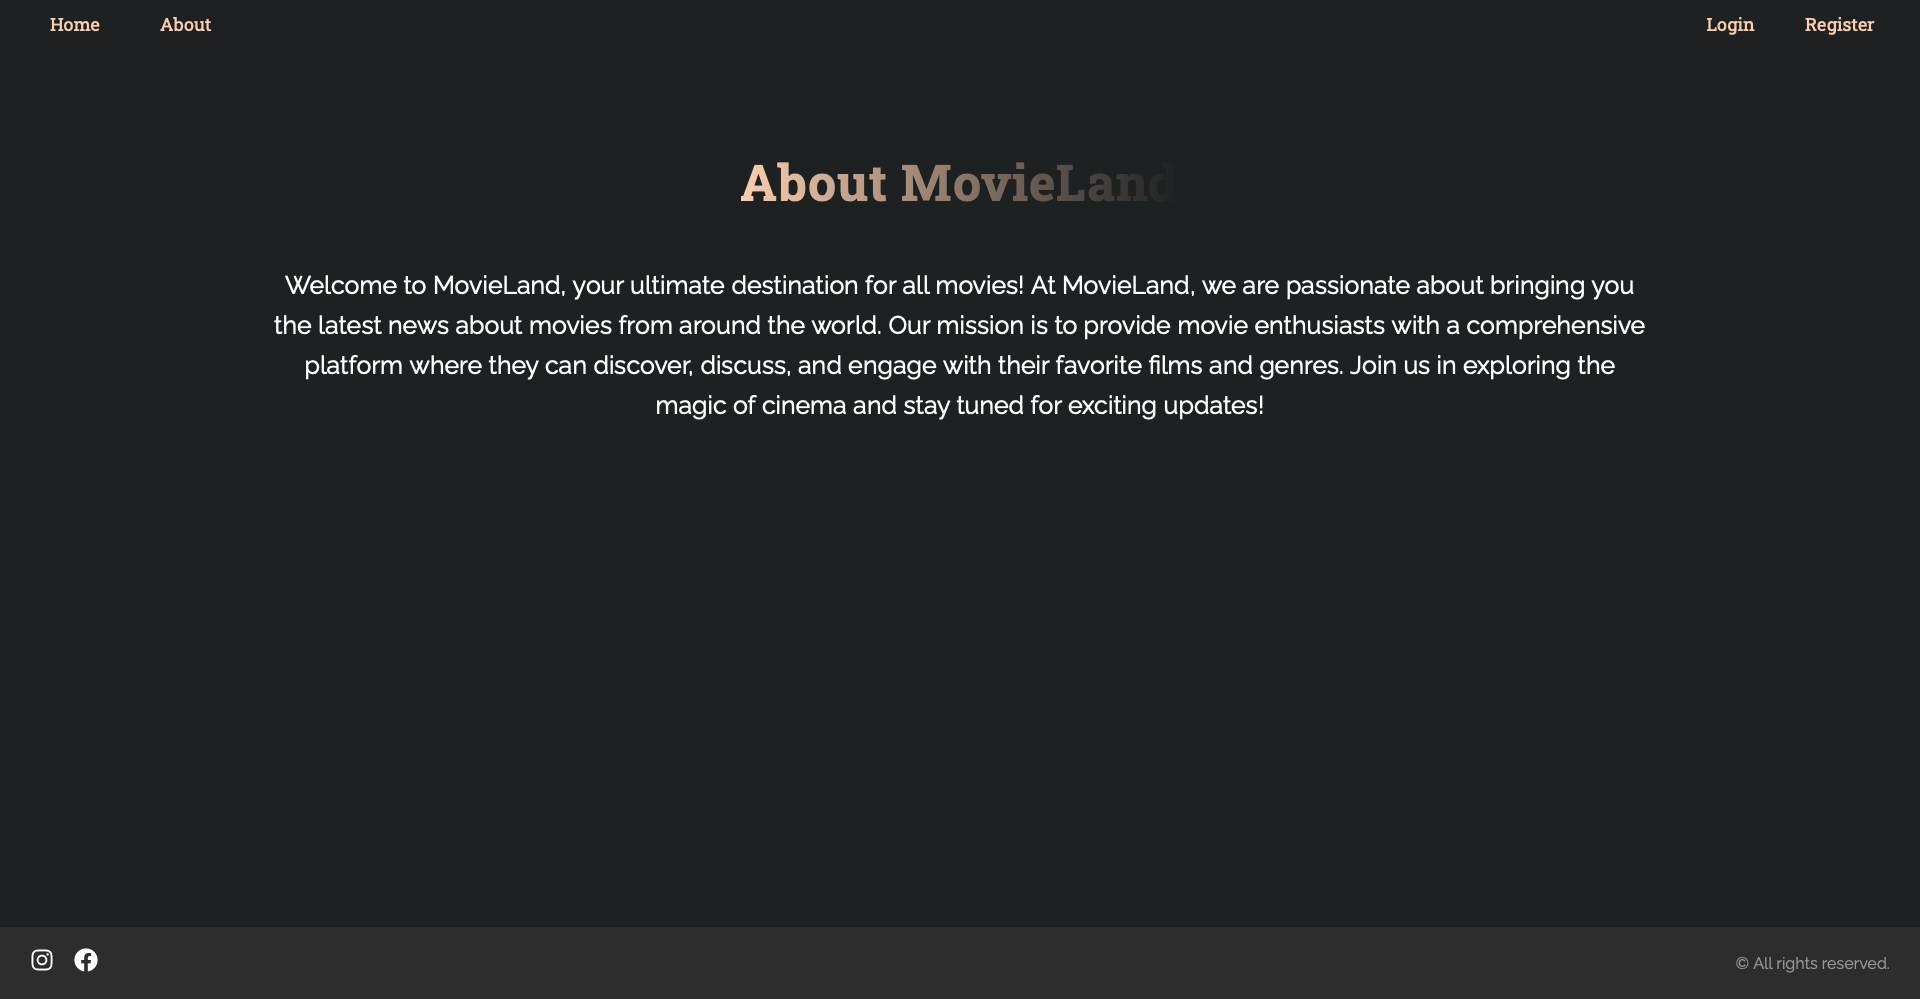 Home About Login Register
About MovieLand
Welcome to MovieLand, your ultimate destination for all movies! At MovieLand, we are passionate about bringing you
the latest news about movies from around the world. Our mission is to provide movie enthusiasts with a comprehensive
platform where they can discover, discuss, and engage with their favorite films and genres. Join us in exploring the
magic of cinema and stay tuned for exciting updates!
© All rights reserved.